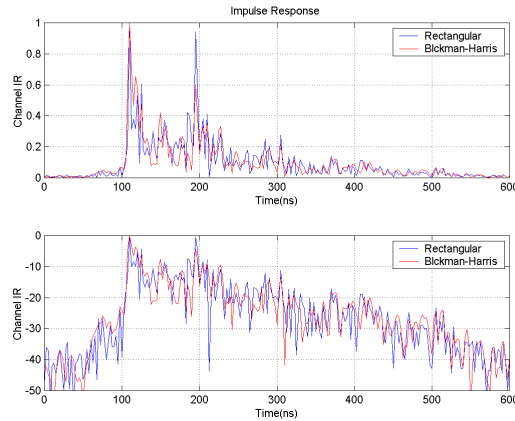 Impulse Response
1
0.8
0.6
0.4
0.2
0
Channel IR
Rectangular
Blckman-Harris
0 100 200 300 400 500 600
Time(ns)
0
-10
-20
-30
-40
-50
Channel IR
Rectangular
Blckman-Harris
0 100 200 300 400 500 600
Time(ns)